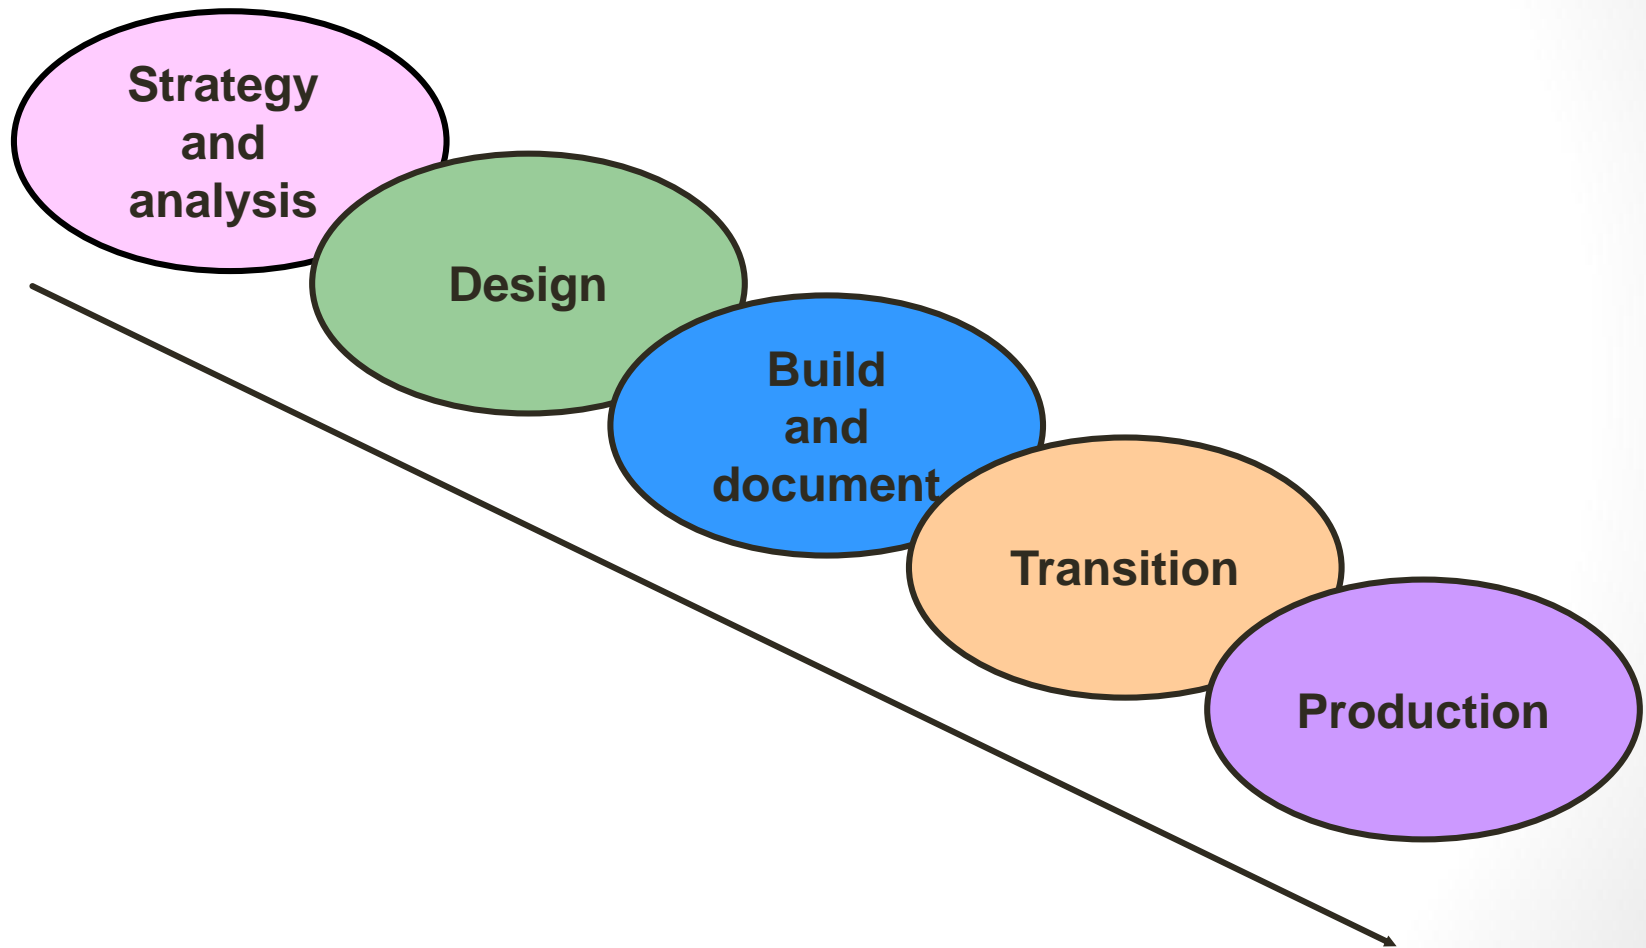 Strategy
and
analysis
Design
Build
and
document
Transition
Production